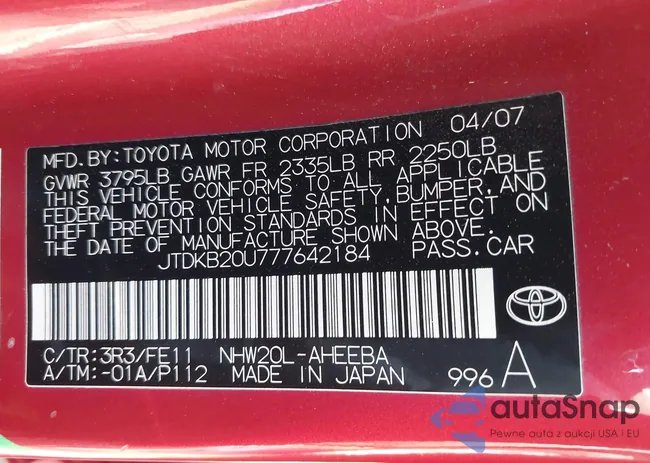 MFD.BY:TOYOTA MOTOR CORPORATION 04/07
GVWR 3795LB GAWR FR 2335LB RR 2250LB
THIS VEHICLE CONFORMS TO ALL APPLICABLE
FEDERAL MOTOR VEHICLE SAFETY,BUMPER,AND
THEFT PREVENTION STANDARDS IN EFFECT ON
THE DATE OF MANUFACTURE SHOWN ABOVE.
JTDKB20U777642184 PASS.CAR
C/TR:3R3/FE11 NHW20L-AHEEBA
A/TM:-01A/P112 MADE IN JAPAN 996 A
autaSnap
Pewne auta z aukcji USA i EU